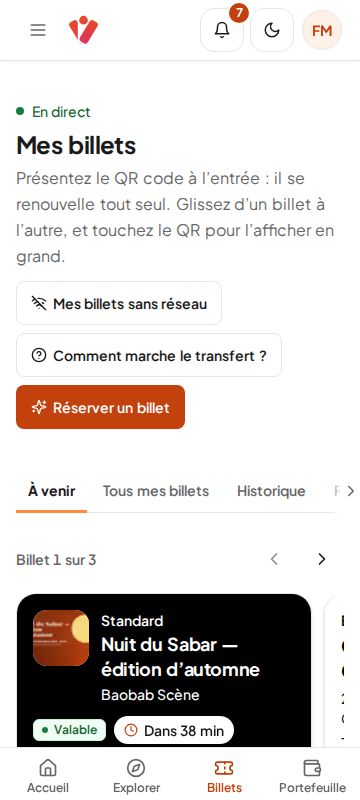 7
FM
En direct
Mes billets
Présentez le QR code à l’entrée : il se
renouvelle tout seul. Glissez d’un billet à
l’autre, et touchez le QR pour l’afficher en
grand.
Mes billets sans réseau
Comment marche le transfert ?
Réserver un billet
À venir
Tous mes billets
Historique
Billet 1 sur 3
Standard
Nuit du Sabar —
édition d’automne
Baobab Scène
Valable
Dans 38 min
Accueil
Explorer
Billets
Portefeuille